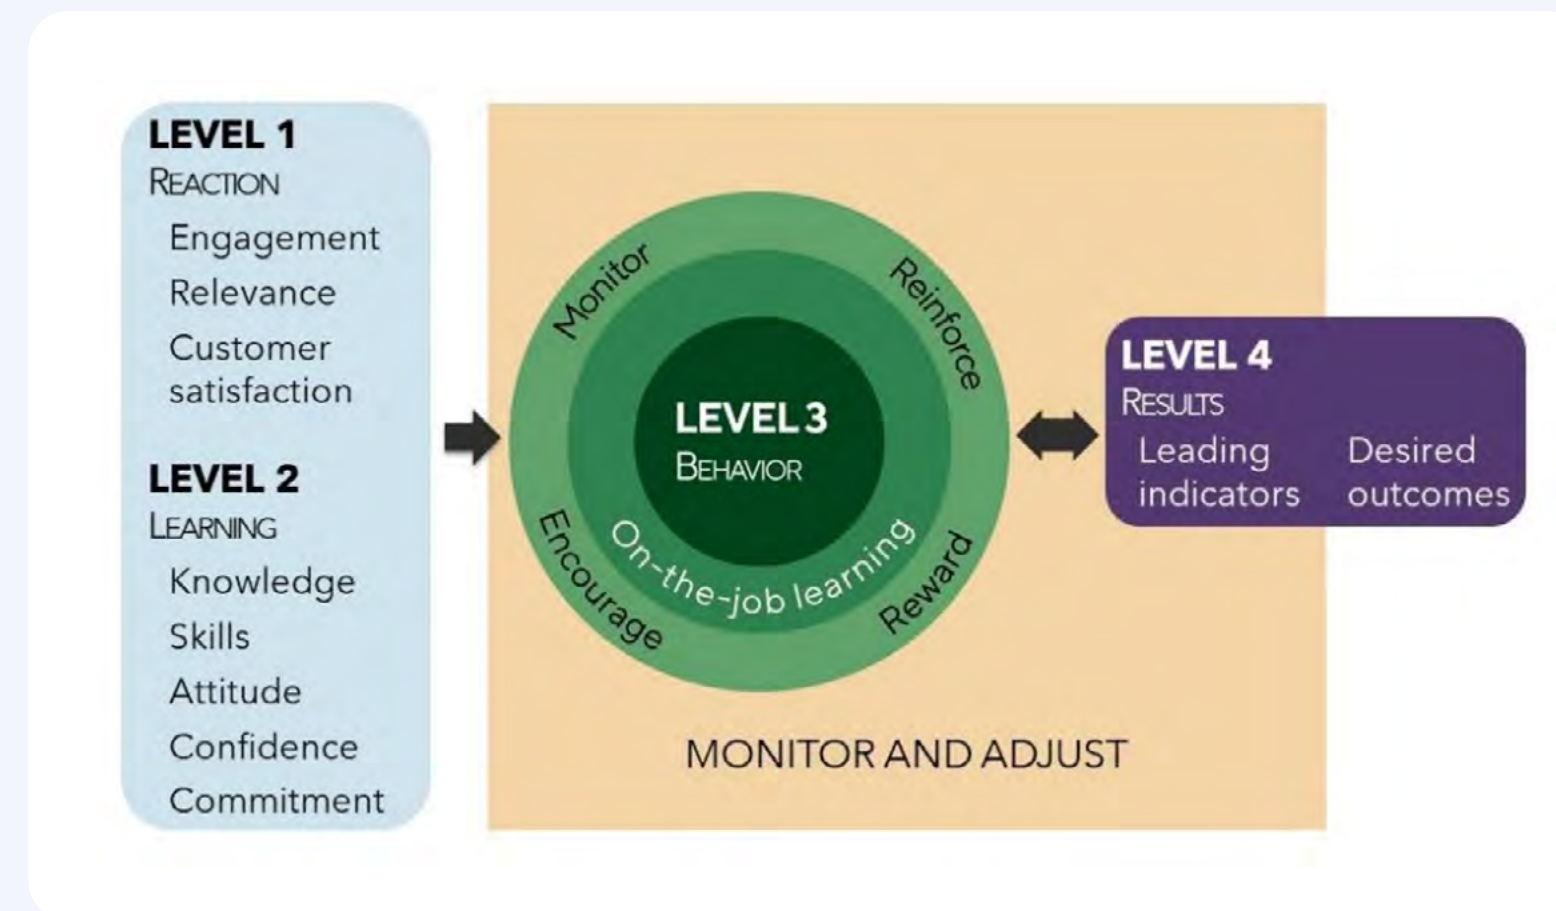 LEVEL 1
REACTION
Engagement
Relevance
Customer
satisfaction
LEVEL 2
LEARNING
Knowledge
Skills
Attitude
Confidence
Commitment
Monitor
Reinforce
LEVEL 3
BEHAVIOR
On-the-job learning
Encourage
Reward
MONITOR AND ADJUST
LEVEL 4
RESULTS
Leading
indicators
Desired
outcomes